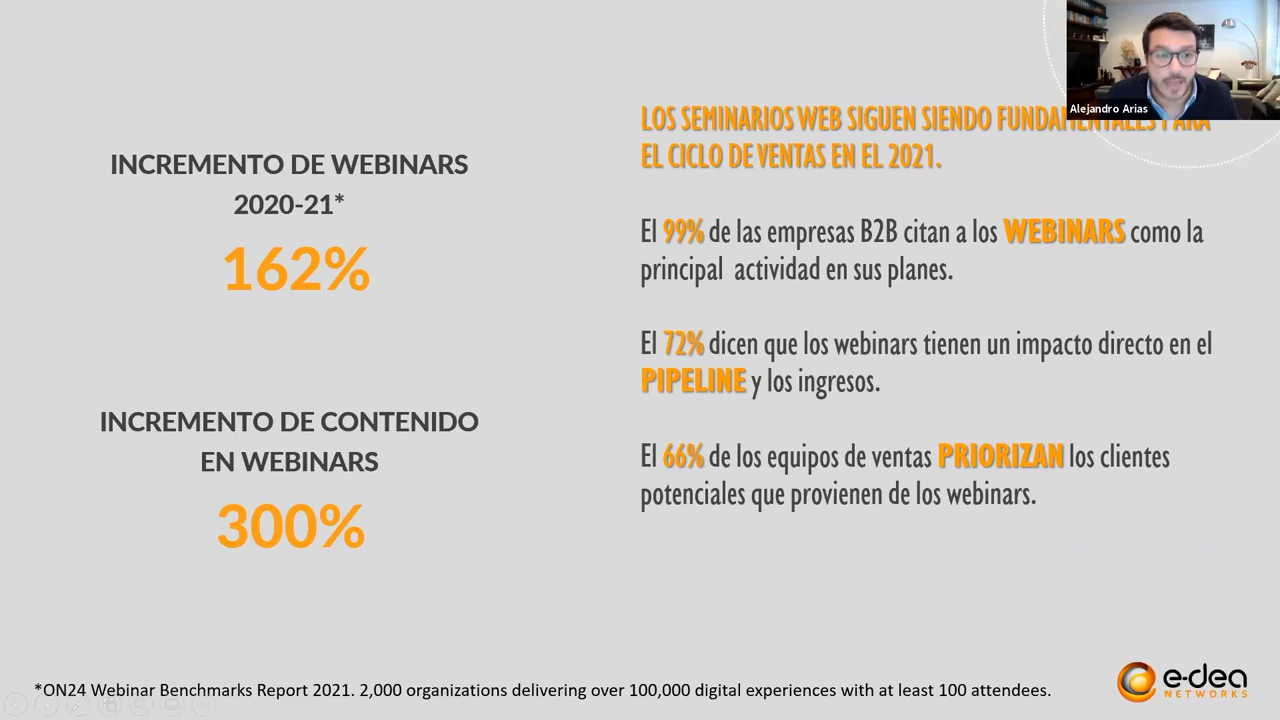 INCREMENTO DE WEBINARS
2020-21*
162%
INCREMENTO DE CONTENIDO
EN WEBINARS
300%
Alejandro Arias
LOS SEMINARIOS WEB SIGUEN SIENDO FUNDAMENTALES PARA
EL CICLO DE VENTAS EN EL 2021.
El 99% de las empresas B2B citan a los WEBINARS como la
principal actividad en sus planes.
El 72% dicen que los webinars tienen un impacto directo en el
PIPELINE y los ingresos.
El 66% de los equipos de ventas PRIORIZAN los clientes
potenciales que provienen de los webinars.
*ON24 Webinar Benchmarks Report 2021. 2,000 organizations delivering over 100,000 digital experiences with at least 100 attendees.
e-dea
NETWORKS